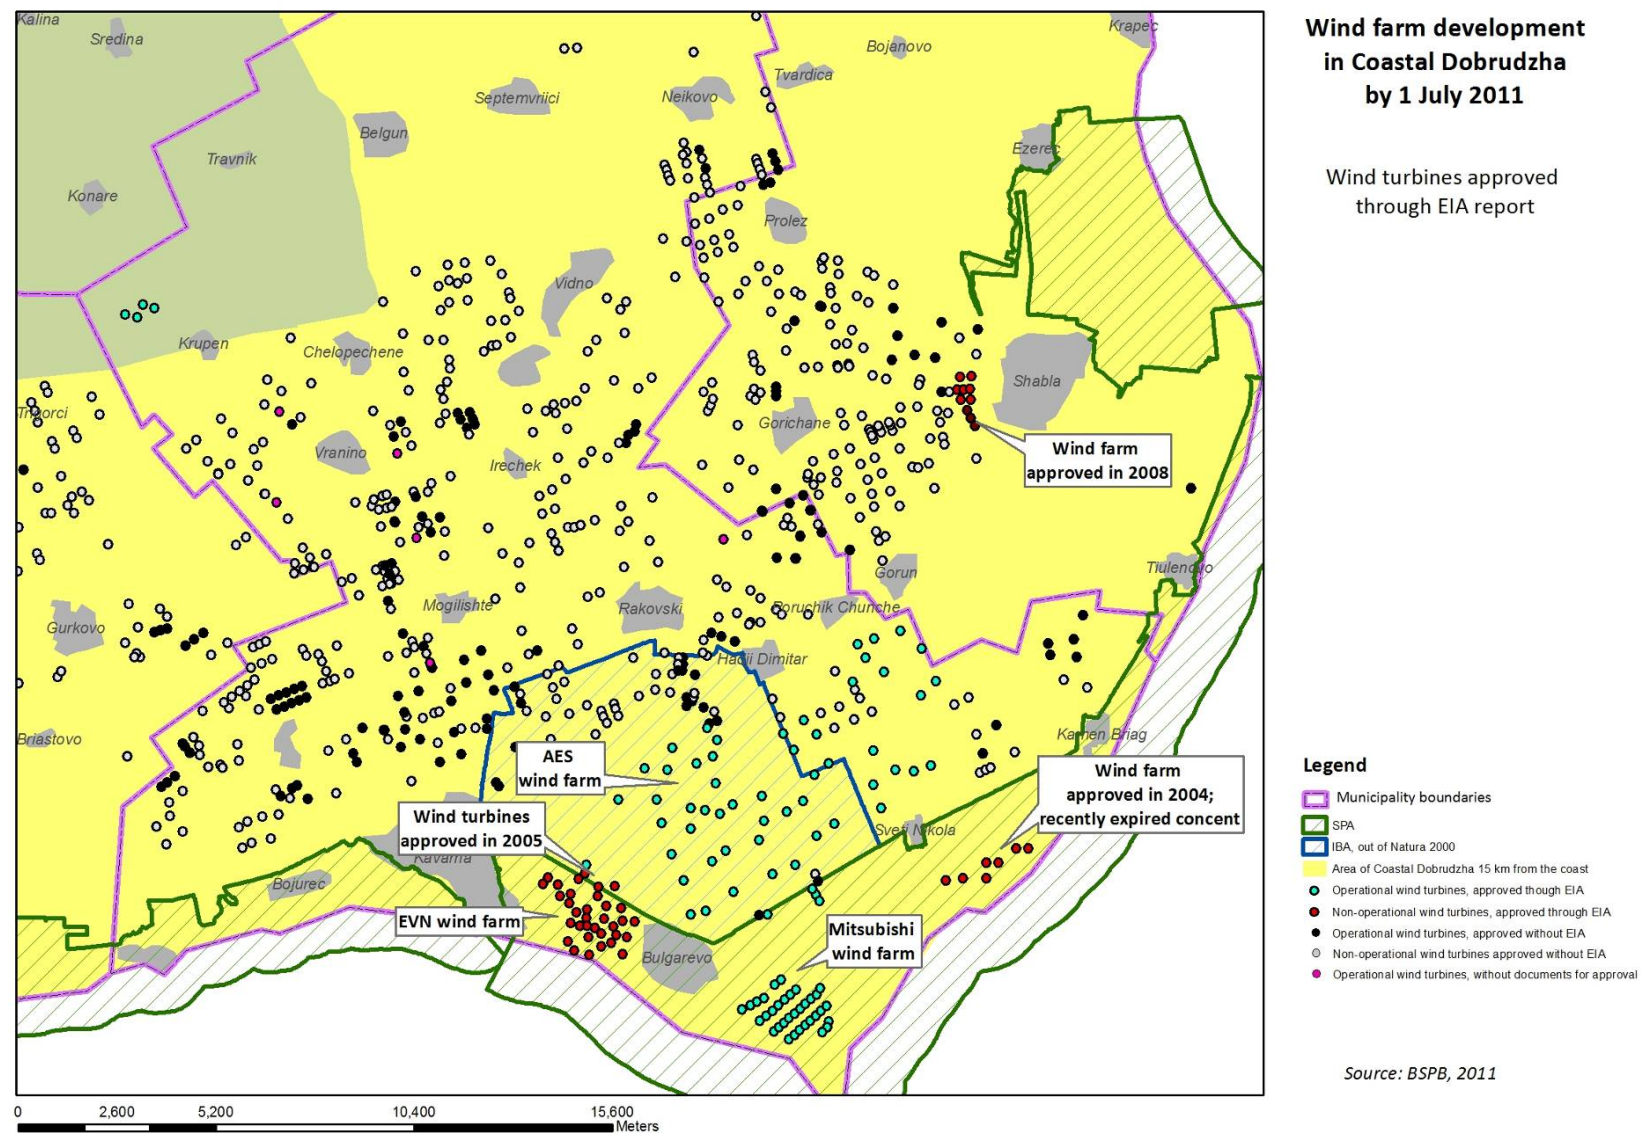 Wind farm development
in Coastal Dobrudzha
by 1 July 2011
Wind turbines approved
through EIA report
Kalina
Sredina
Krapec
Bojanovo
Tvardica
Septemvriici
Neikovo
Belgun
Travnik
Ezerec
Konare
Prolez
Vidno
Krupen
Chelopechene
Shabla
Trigorci
Gorichane
Vranino
Irechek
Wind farm
approved in 2008
Gorun
Tiulenovo
Mogilishte
Rakovski
Poruchik Chunche
Gurkovo
Hadji Dimitar
Briastovo
Kamen Briag
AES
wind farm
Wind farm
approved in 2004;
recently expired concent
Wind turbines
approved in 2005
Sveti Nikola
Kavarna
Bojurec
EVN wind farm
Mitsubishi
wind farm
Bulgarevo
Legend
Municipality boundaries
SPA
IBA, out of Natura 2000
Area of Coastal Dobrudzha 15 km from the coast
Operational wind turbines, approved though EIA
Non-operational wind turbines, approved through EIA
Operational wind turbines, approved without EIA
Non-operational wind turbines approved without EIA
Operational wind turbines, without documents for approval
Source: BSPB, 2011
0 2,600 5,200 10,400 15,600
Meters